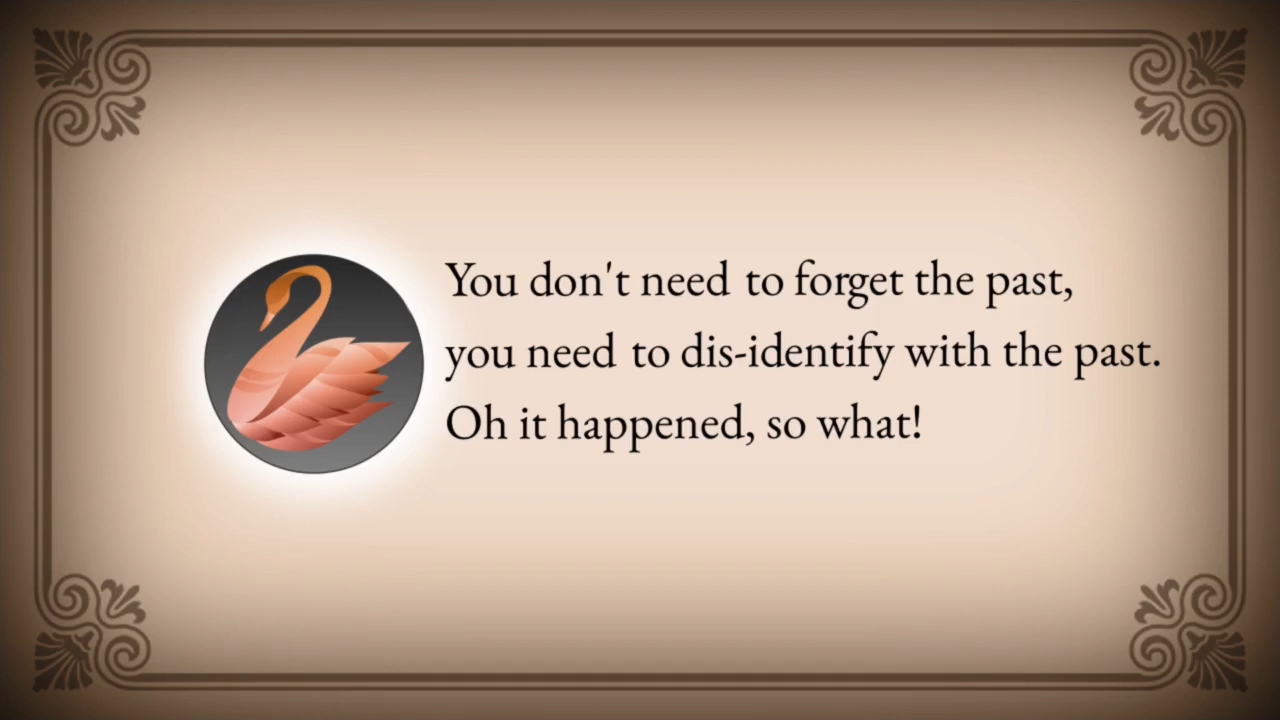 You don't need to forget the past,
you need to dis-identify with the past.
Oh it happened, so what!